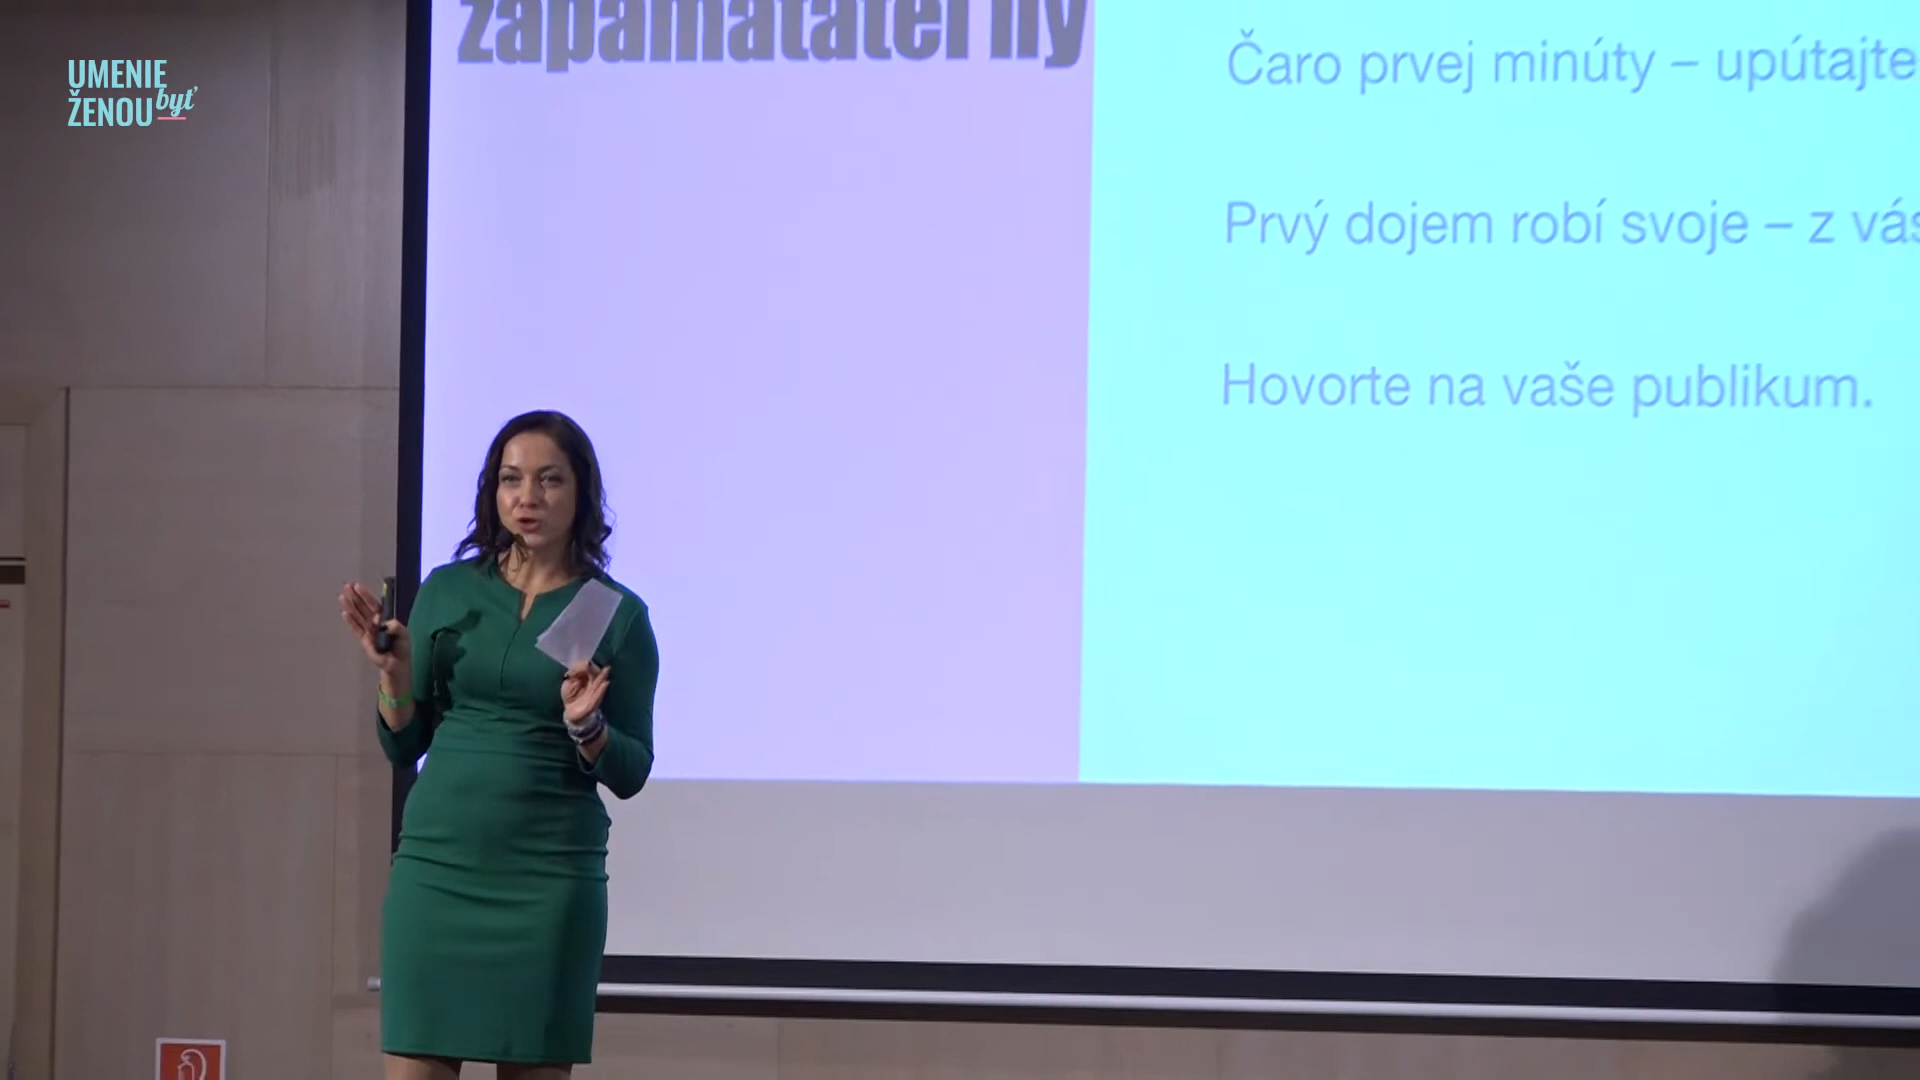 UMENIE
byť
ŽENOU
zapamätateľný
Čaro prvej minúty – upútajte
Prvý dojem robí svoje – z vás
Hovorte na vaše publikum.